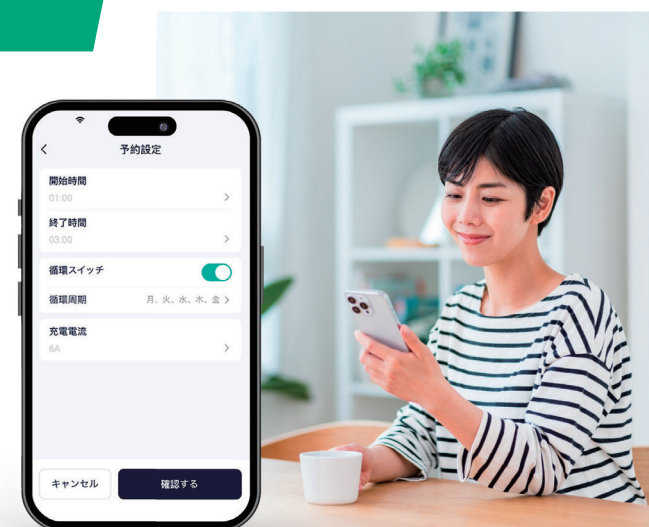 予約設定
開始時間
01:00
終了時間
03:00
循環スイッチ
循環周期 月、火、水、木、金
充電電流
6A
キャンセル 確認する